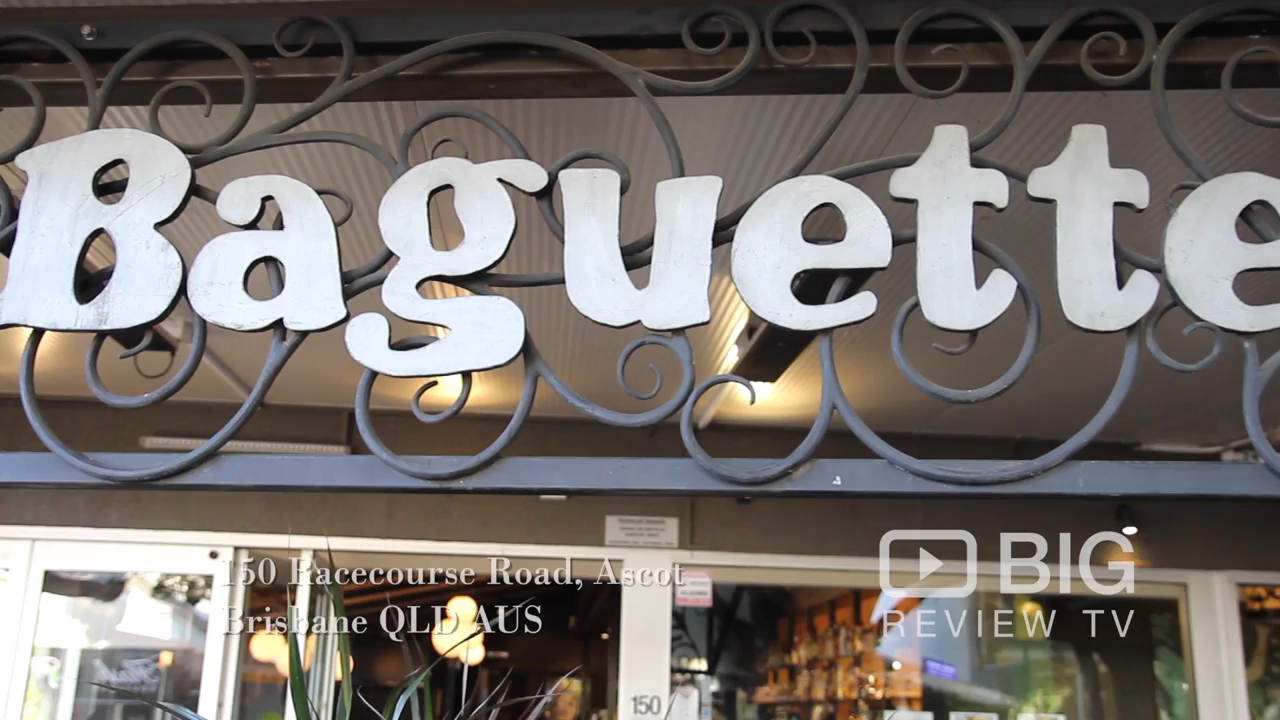 Baguette
150 Racecourse Road, Ascot
Brisbane QLD AUS
BIG
REVIEW TV
150